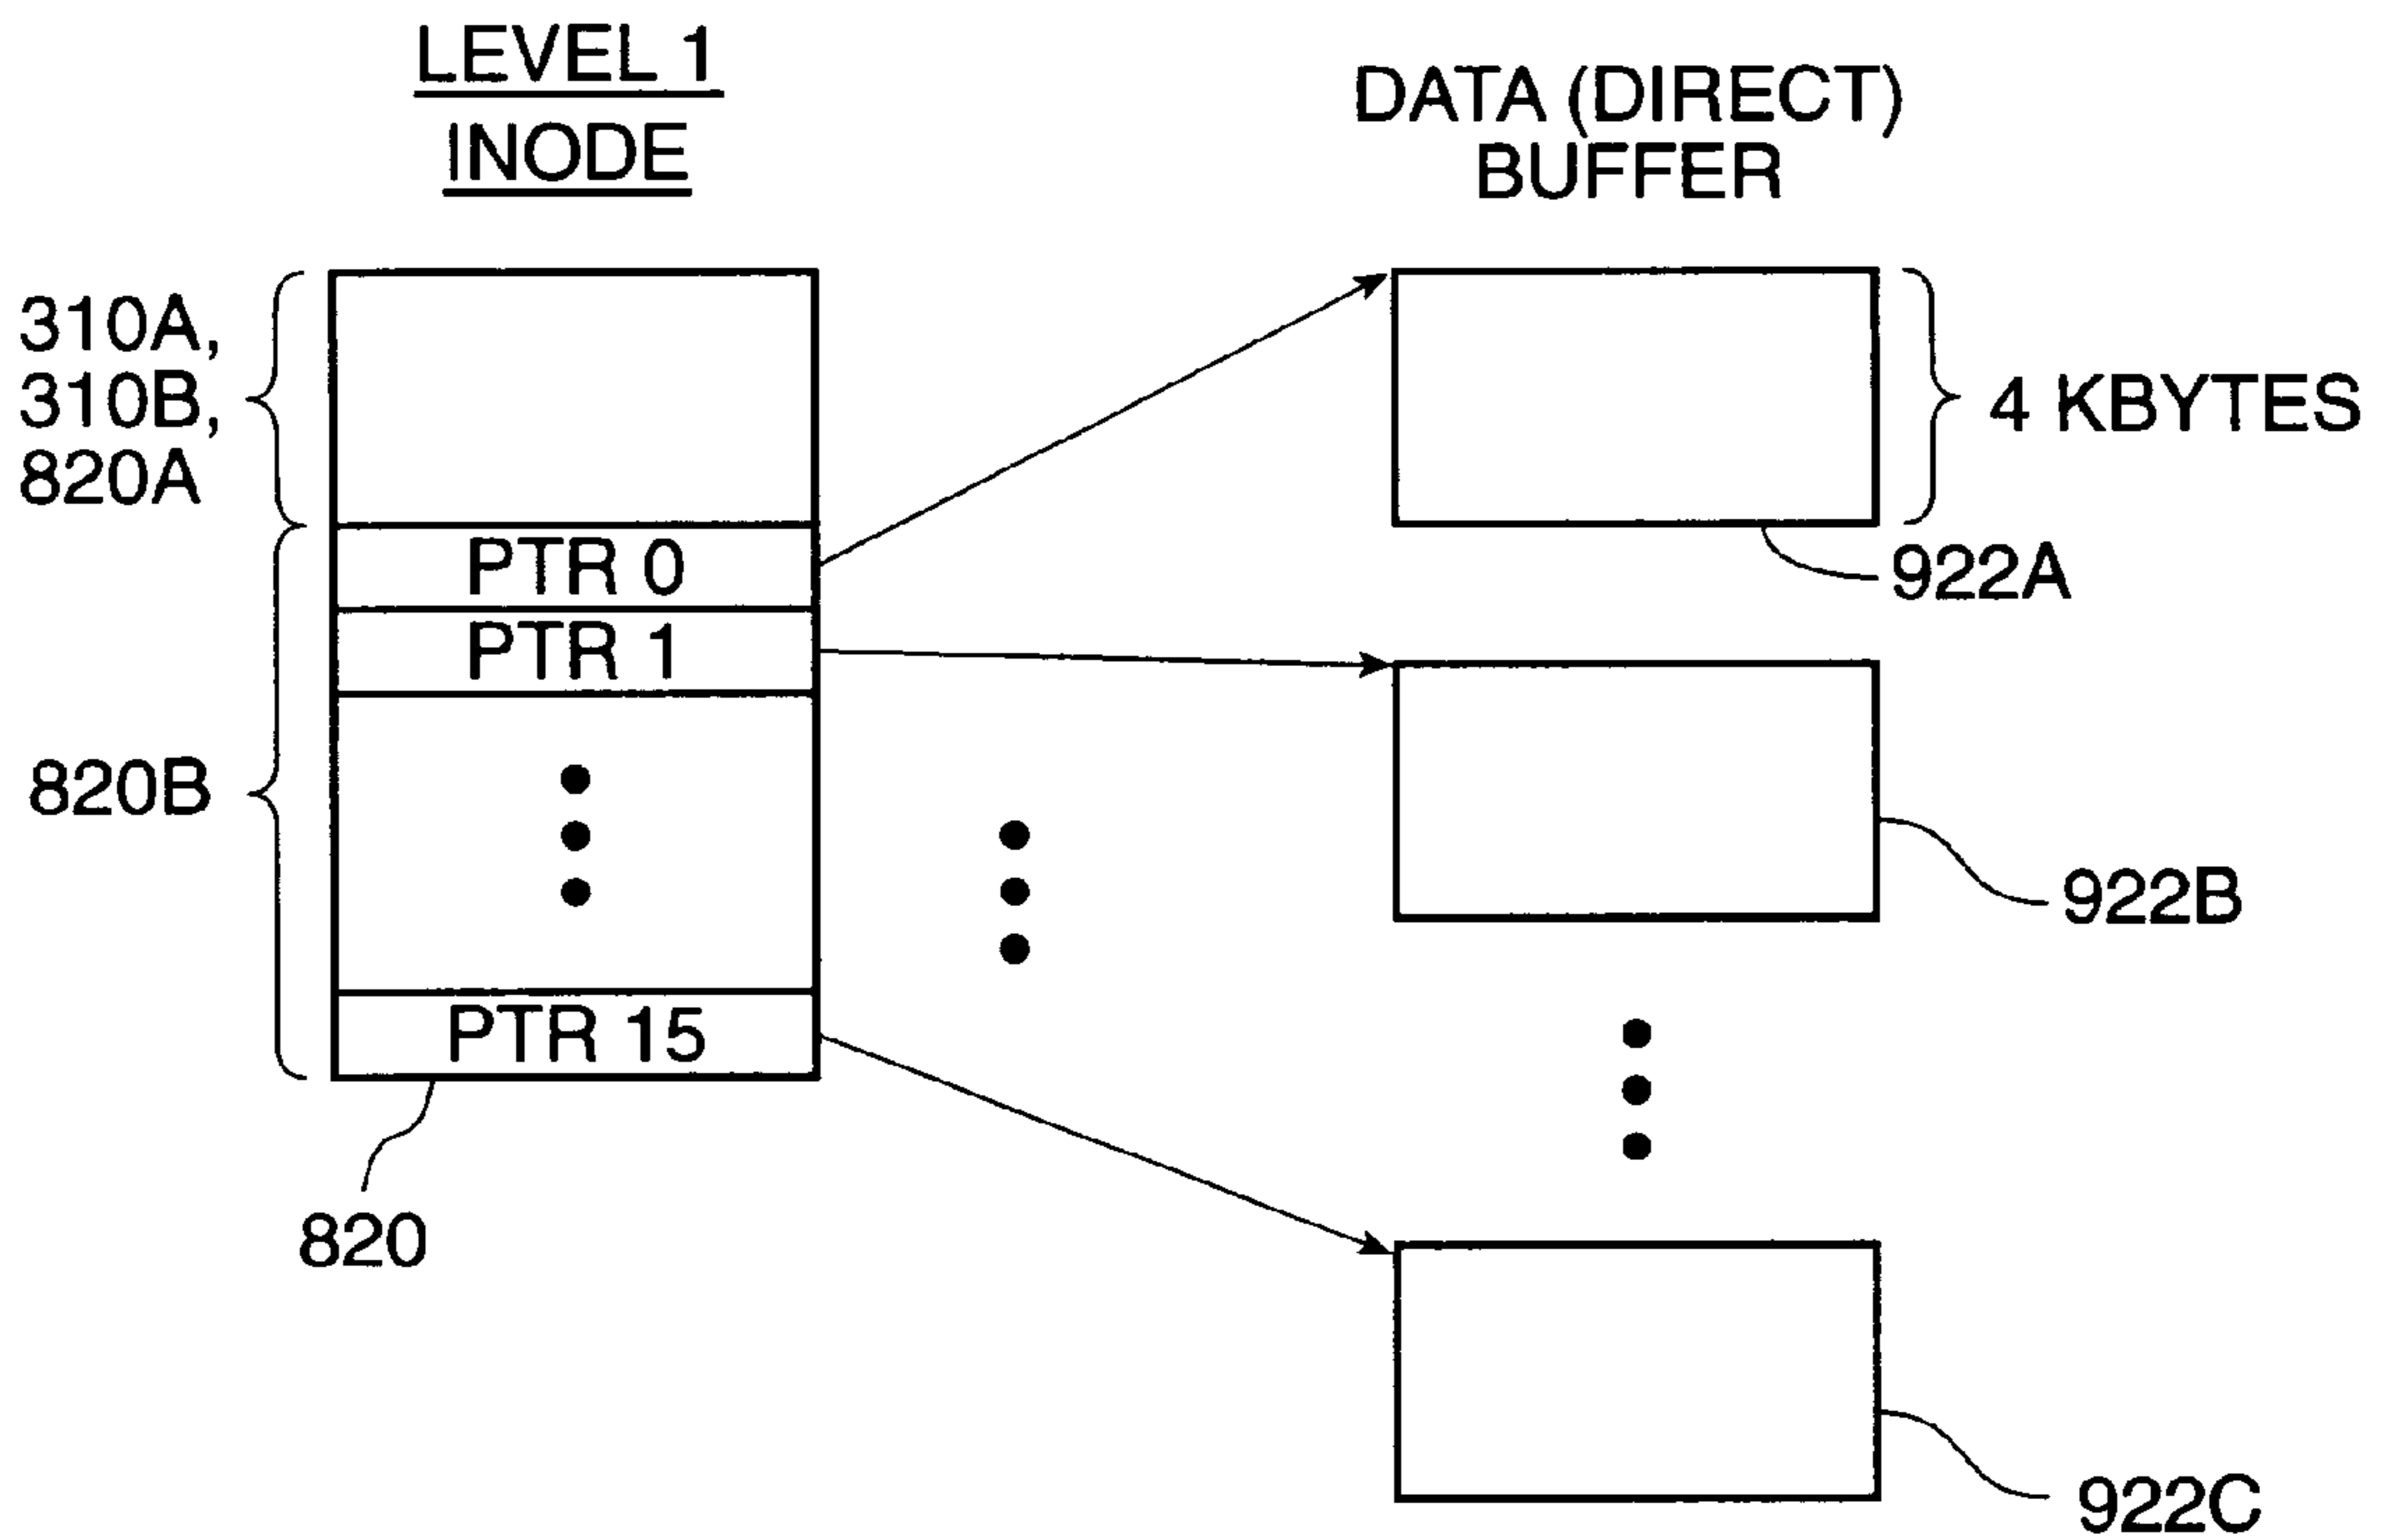 LEVEL 1
INODE
DATA (DIRECT)
BUFFER
310A,
310B,
820A
4 KBYTES
PTR 0
922A
PTR 1
820B
922B
PTR 15
820
922C